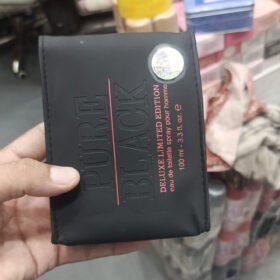 PURE
BLACK
DELUXE LIMITED EDITION
eau de toilette spray pour homme
100 ml - 3.3 fl. oz. e